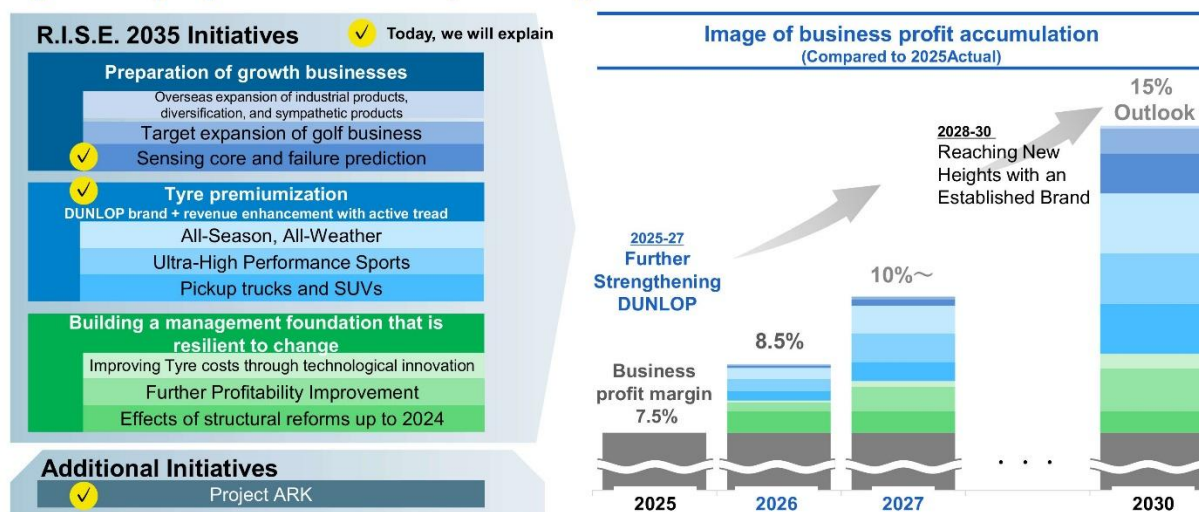 R.I.S.E. 2035 Initiatives
Today, we will explain
Preparation of growth businesses
Overseas expansion of industrial products,
diversification, and sympathetic products
Target expansion of golf business
Sensing core and failure prediction
Tyre premiumization
DUNLOP brand + revenue enhancement with active tread
All-Season, All-Weather
Ultra-High Performance Sports
Pickup trucks and SUVs
Building a management foundation that is
resilient to change
Improving Tyre costs through technological innovation
Further Profitability Improvement
Effects of structural reforms up to 2024
Additional Initiatives
Project ARK
Image of business profit accumulation
(Compared to 2025Actual)
15%
Outlook
2028-30
Reaching New
Heights with an
Established Brand
2025-27
Further
Strengthening
DUNLOP
10%～
8.5%
Business
profit margin
7.5%
・・・
2025
2026
2027
2030